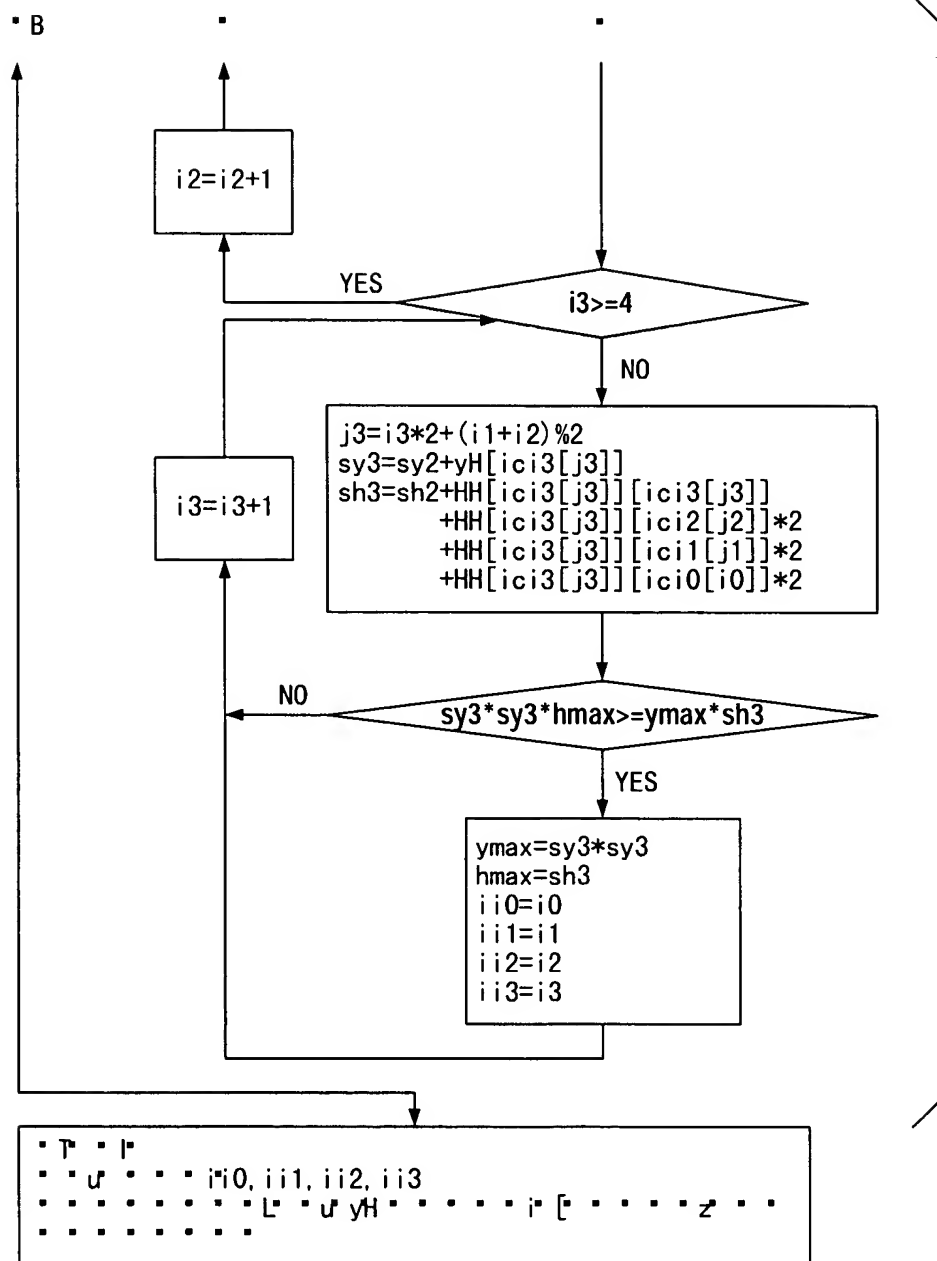 B
i2=i2+1
YES
i3>=4
NO
j3=i3*2+(i1+i2)%2
sy3=sy2+yH[ici3[j3]]
sh3=sh2+HH[ici3[j3]][ici3[j3]]
+HH[ici3[j3]][ici2[j2]]*2
+HH[ici3[j3]][ici1[j1]]*2
+HH[ici3[j3]][ici0[i0]]*2
i3=i3+1
NO
sy3*sy3*hmax>=ymax*sh3
YES
ymax=sy3*sy3
hmax=sh3
ii0=i0
ii1=i1
ii2=i2
ii3=i3
ii0, ii1, ii2, ii3
yH